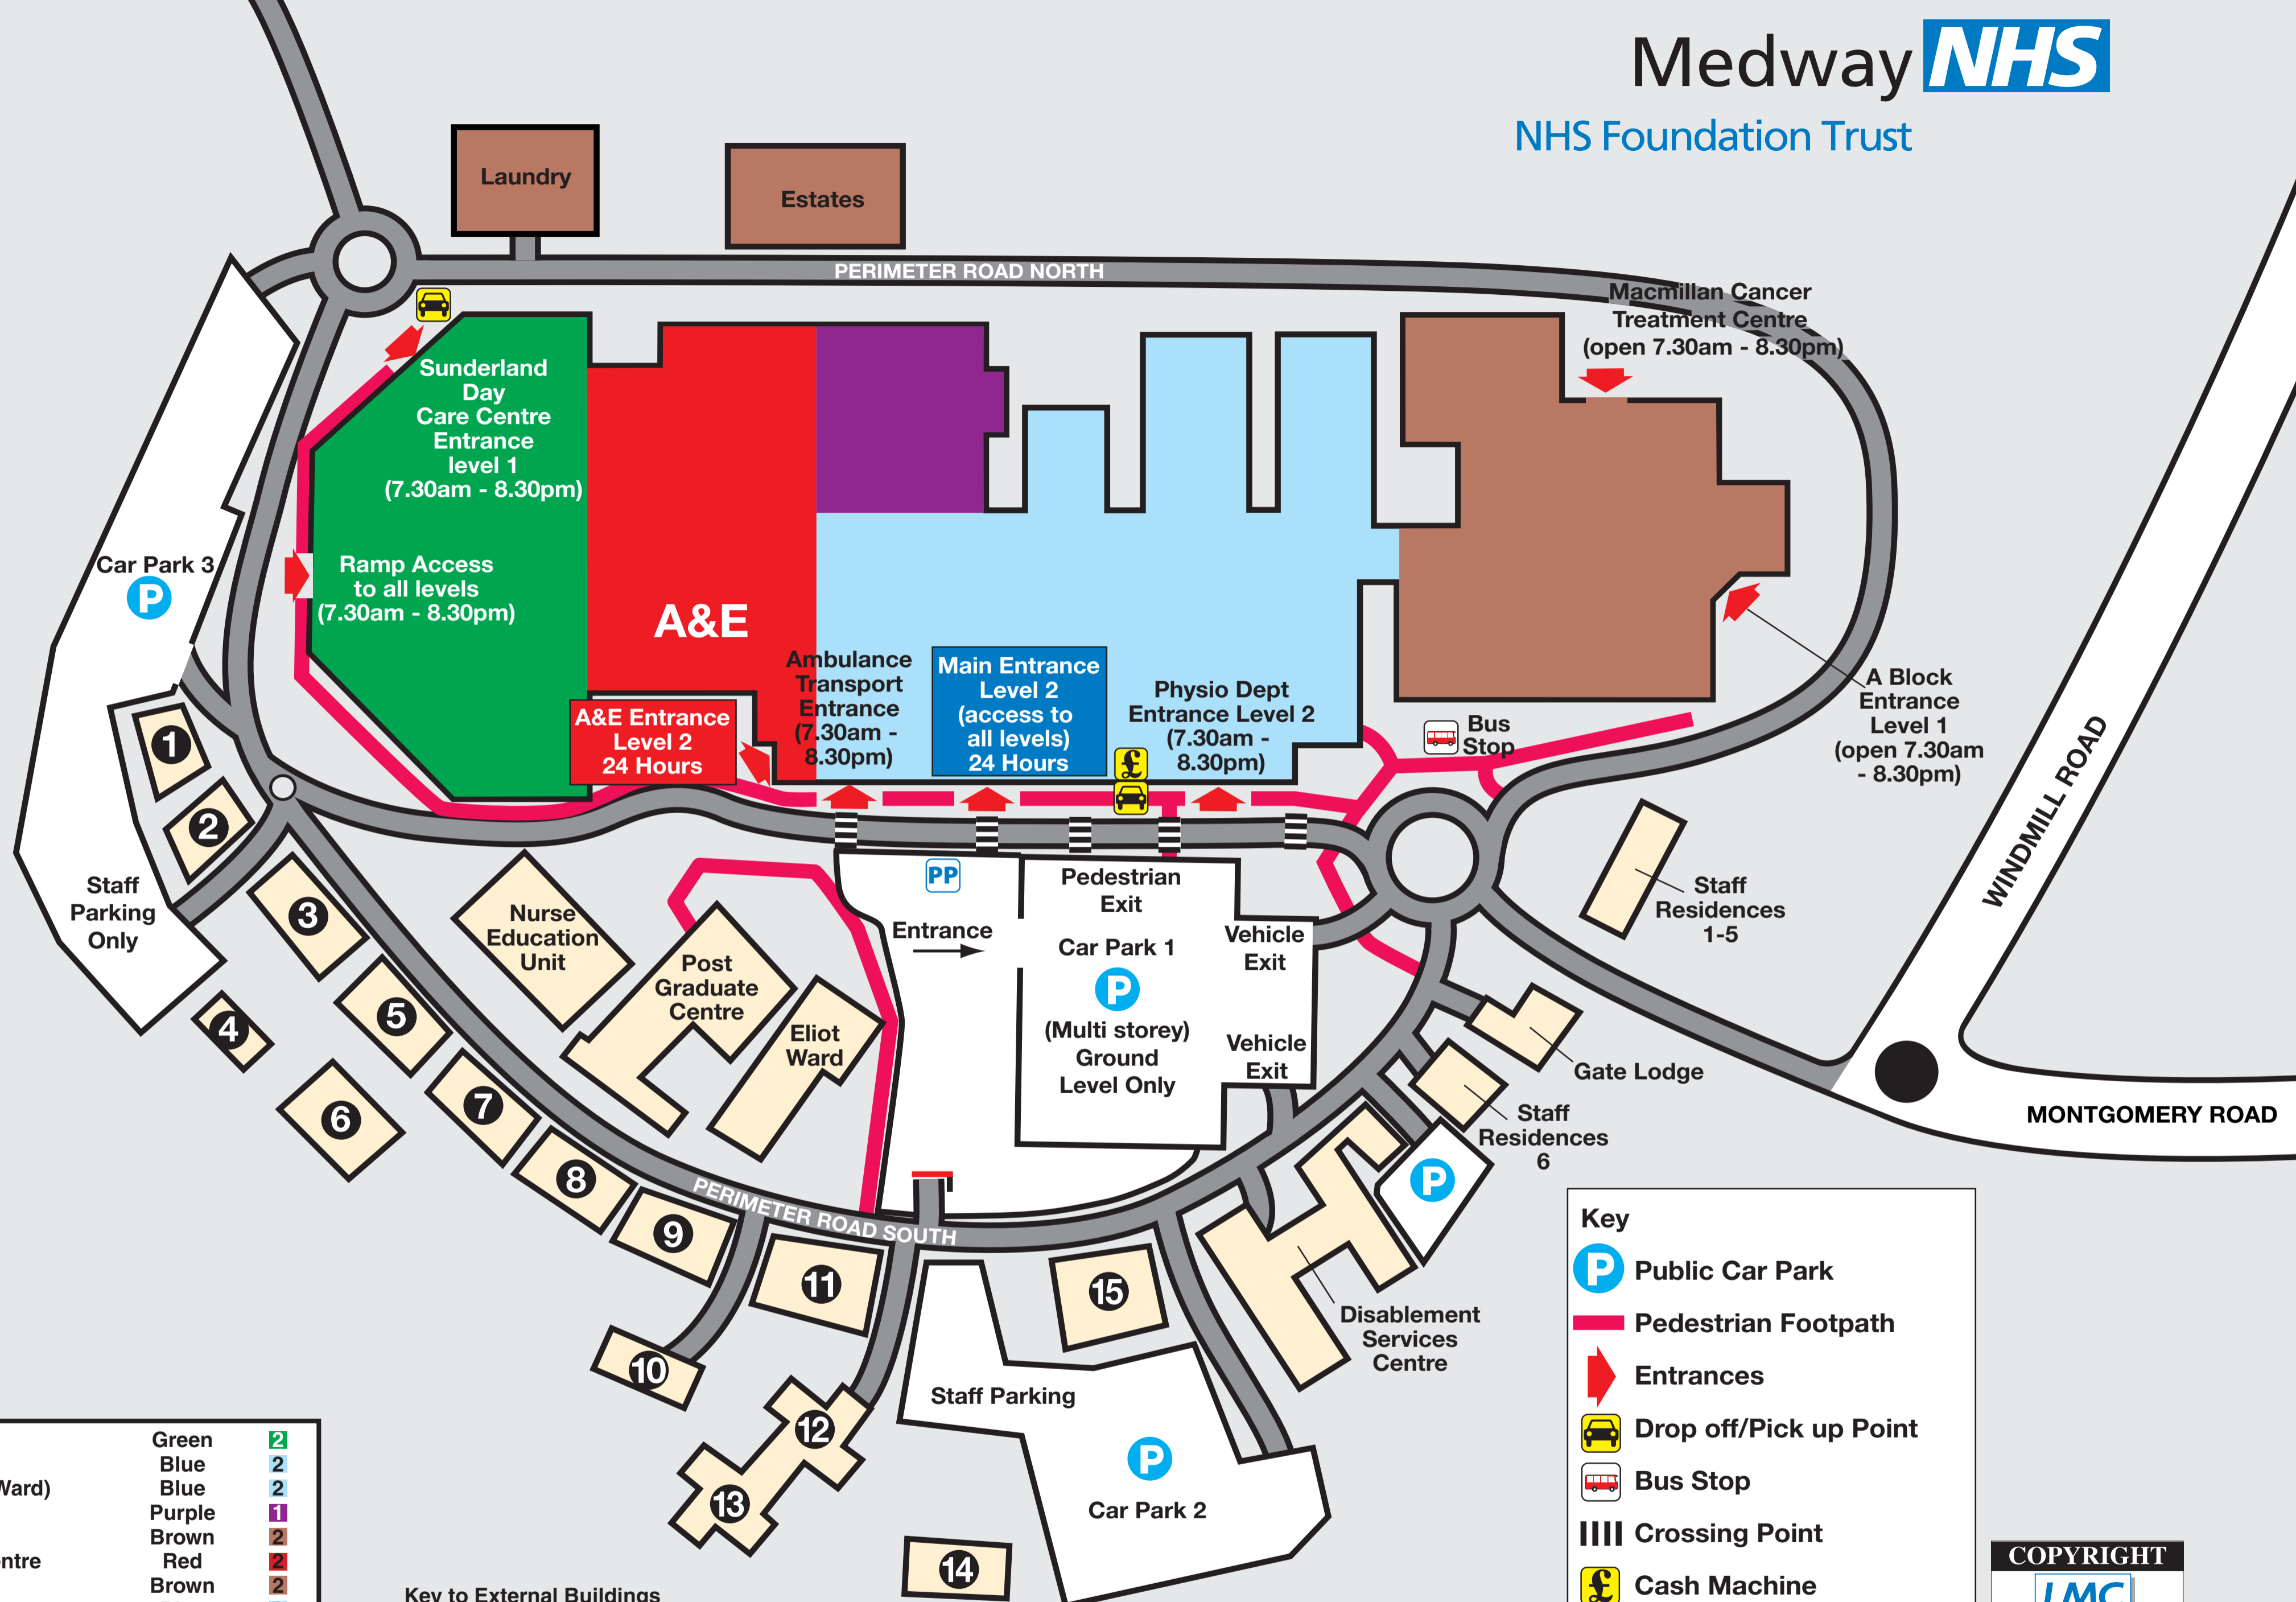 Medway NHS
NHS Foundation Trust
Laundry
Estates
PERIMETER ROAD NORTH
Macmillan Cancer
Treatment Centre
(open 7.30am - 8.30pm)
Sunderland
Day
Care Centre
Entrance
level 1
(7.30am - 8.30pm)
Car Park 3
P
Ramp Access
to all levels
(7.30am - 8.30pm)
A&E
A&E Entrance
Level 2
24 Hours
Ambulance
Transport
Entrance
(7.30am -
8.30pm)
Main Entrance
Level 2
(access to
all levels)
24 Hours
£
Physio Dept
Entrance Level 2
(7.30am -
8.30pm)
Bus
Stop
A Block
Entrance
Level 1
(open 7.30am
- 8.30pm)
WINDMILL ROAD
MONTGOMERY ROAD
1
2
Staff
Parking
Only
3
4
5
6
7
8
9
10
11
12
13
14
15
Nurse
Education
Unit
Post
Graduate
Centre
Eliot
Ward
PP
Entrance
Pedestrian
Exit
Car Park 1
P
(Multi storey)
Ground
Level Only
Vehicle
Exit
Vehicle
Exit
Staff
Residences
1-5
Gate Lodge
Staff
Residences
6
P
PERIMETER ROAD SOUTH
Disablement
Services
Centre
Staff Parking
P
Car Park 2
Key
P Public Car Park
Pedestrian Footpath
Entrances
Drop off/Pick up Point
Bus Stop
Crossing Point
£ Cash Machine
Green 2
Blue 2
Ward) Blue 2
Purple 1
Brown 2
entre Red 2
Brown 2
Key to External Buildings
COPYRIGHT
LMC